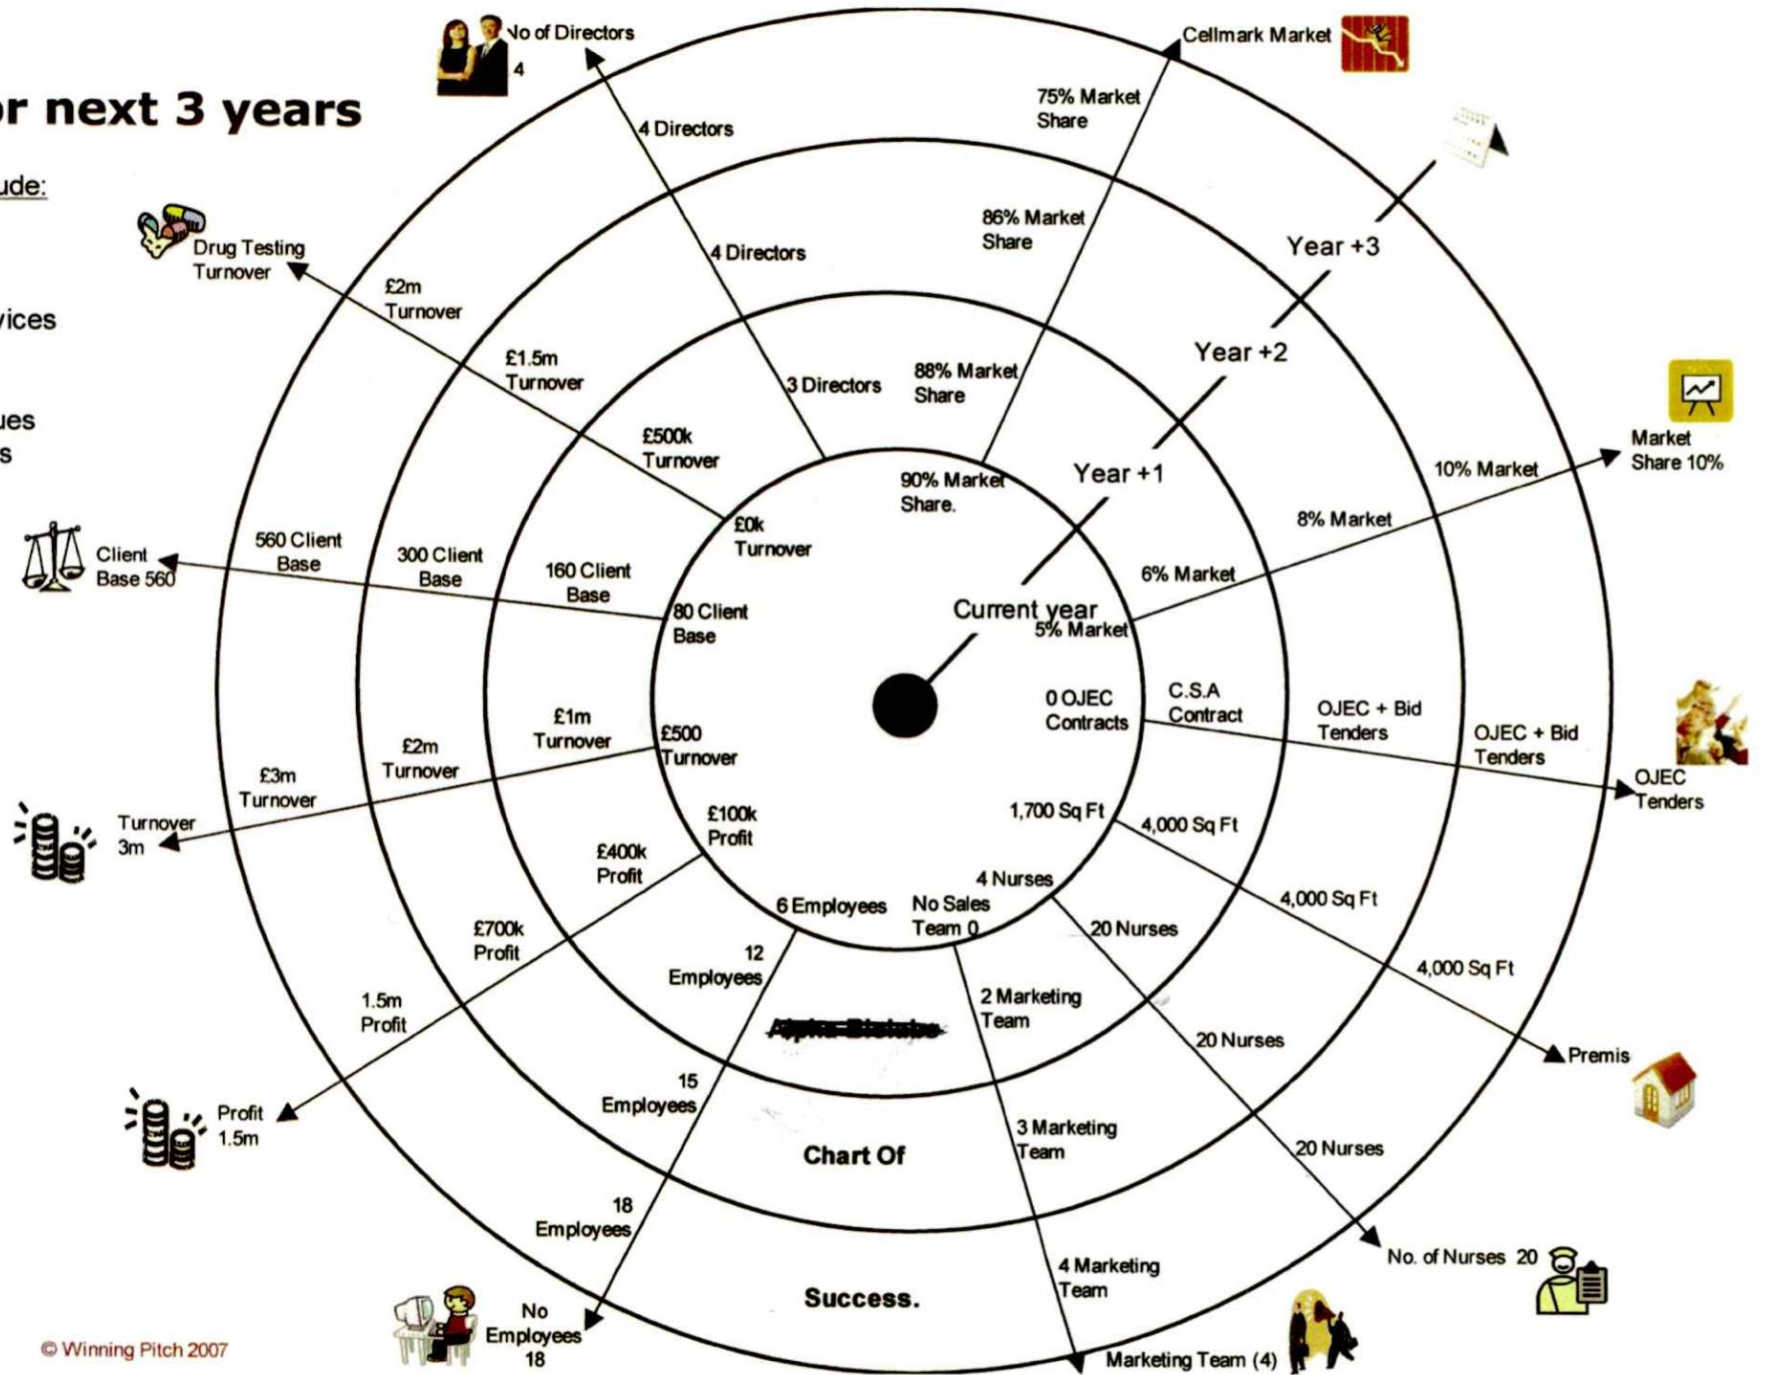 or next 3 years
ude:
vices
ues
s
No of Directors
4
4 Directors
4 Directors
3 Directors
Cellmark Market
75% Market
Share
86% Market
Share
88% Market
Share
90% Market
Share.
Year +3
Year +2
Year +1
Current year
Market
Share 10%
10% Market
8% Market
6% Market
5% Market
0 OJEC
Contracts
C.S.A
Contract
OJEC + Bid
Tenders
OJEC + Bid
Tenders
OJEC
Tenders
1,700 Sq Ft
4,000 Sq Ft
4,000 Sq Ft
4,000 Sq Ft
Premis
4 Nurses
20 Nurses
20 Nurses
20 Nurses
No. of Nurses 20
No Sales
Team 0
2 Marketing
Team
3 Marketing
Team
4 Marketing
Team
Marketing Team (4)
6 Employees
12
Employees
15
Employees
18
Employees
No
Employees
18
£100k
Profit
£400k
Profit
£700k
Profit
1.5m
Profit
Profit
1.5m
£500
Turnover
£1m
Turnover
£2m
Turnover
£3m
Turnover
Turnover
3m
80 Client
Base
160 Client
Base
300 Client
Base
560 Client
Base
Client
Base 560
£0k
Turnover
£500k
Turnover
£1.5m
Turnover
£2m
Turnover
Drug Testing
Turnover
Chart Of
Success.
© Winning Pitch 2007